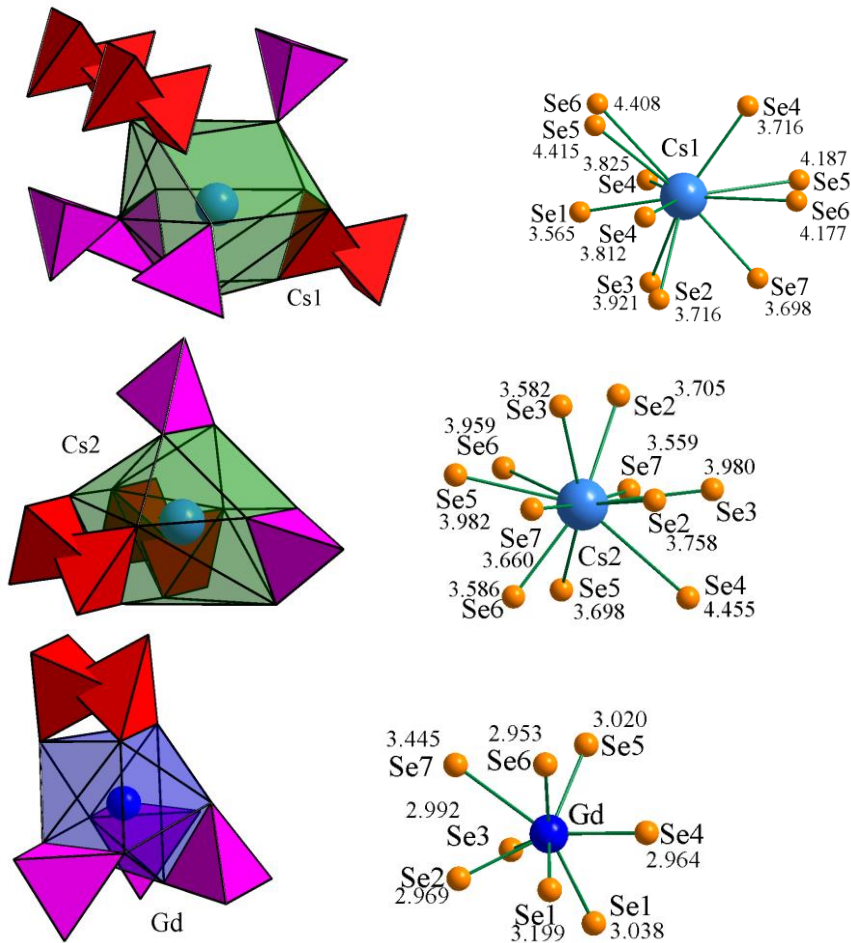 Cs1
Se6
4.408
Se5
4.415
Se4
3.716
Cs1
3.825
Se4
4.187
Se5
Se1
3.565
Se4
3.812
Se6
4.177
Se3
3.921
Se2
3.716
Se7
3.698
Cs2
3.582
Se3
Se2
3.705
3.959
Se6
3.559
Se7
3.980
Se3
Se5
3.982
Se2
3.758
Se7
3.660
Cs2
3.586
Se6
Se5
3.698
Se4
4.455
Gd
3.445
Se7
2.953
Se6
3.020
Se5
2.992
Se3
Gd
Se4
2.964
Se2
2.969
Se1
3.199
Se1
3.038